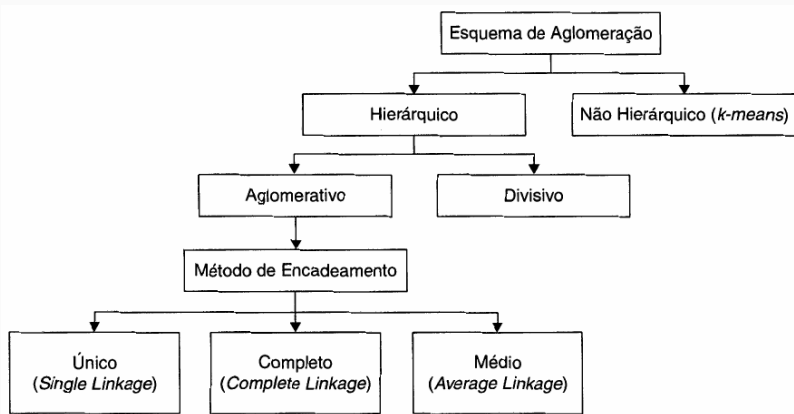 Esquema de Aglomeração
Hierárquico
Não Hierárquico (k-means)
Aglomerativo
Divisivo
Método de Encadeamento
Único
(Single Linkage)
Completo
(Complete Linkage)
Médio
(Average Linkage)